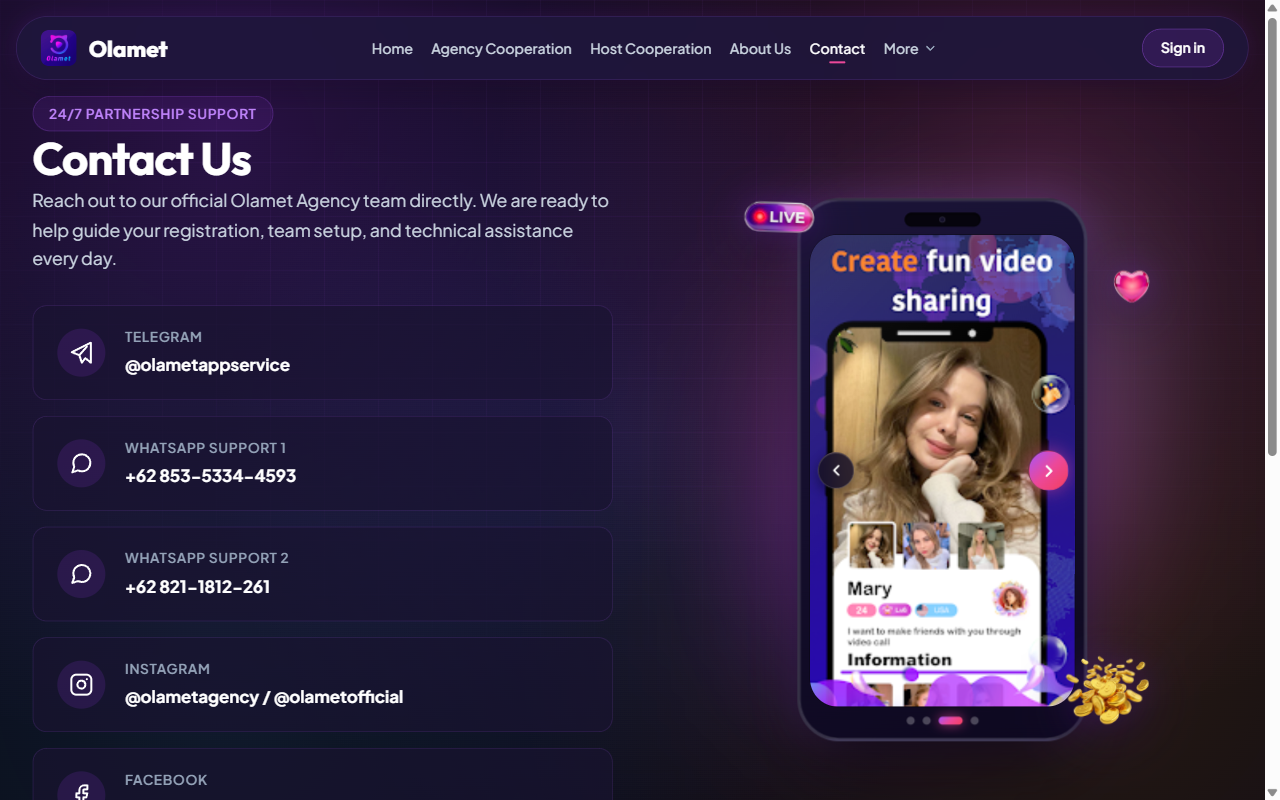 Olamet
Olamet
Home
Agency Cooperation
Host Cooperation
About Us
Contact
More
Sign in
24/7 PARTNERSHIP SUPPORT
Contact Us
Reach out to our official Olamet Agency team directly. We are ready to
help guide your registration, team setup, and technical assistance
every day.
TELEGRAM
@olametappservice
WHATSAPP SUPPORT 1
+62 853-5334-4593
WHATSAPP SUPPORT 2
+62 821-1812-261
INSTAGRAM
@olametagency / @olametofficial
FACEBOOK
LIVE
Create fun video
sharing
Mary
24
Lv6
USA
I want to make friends with you through
video call
Information